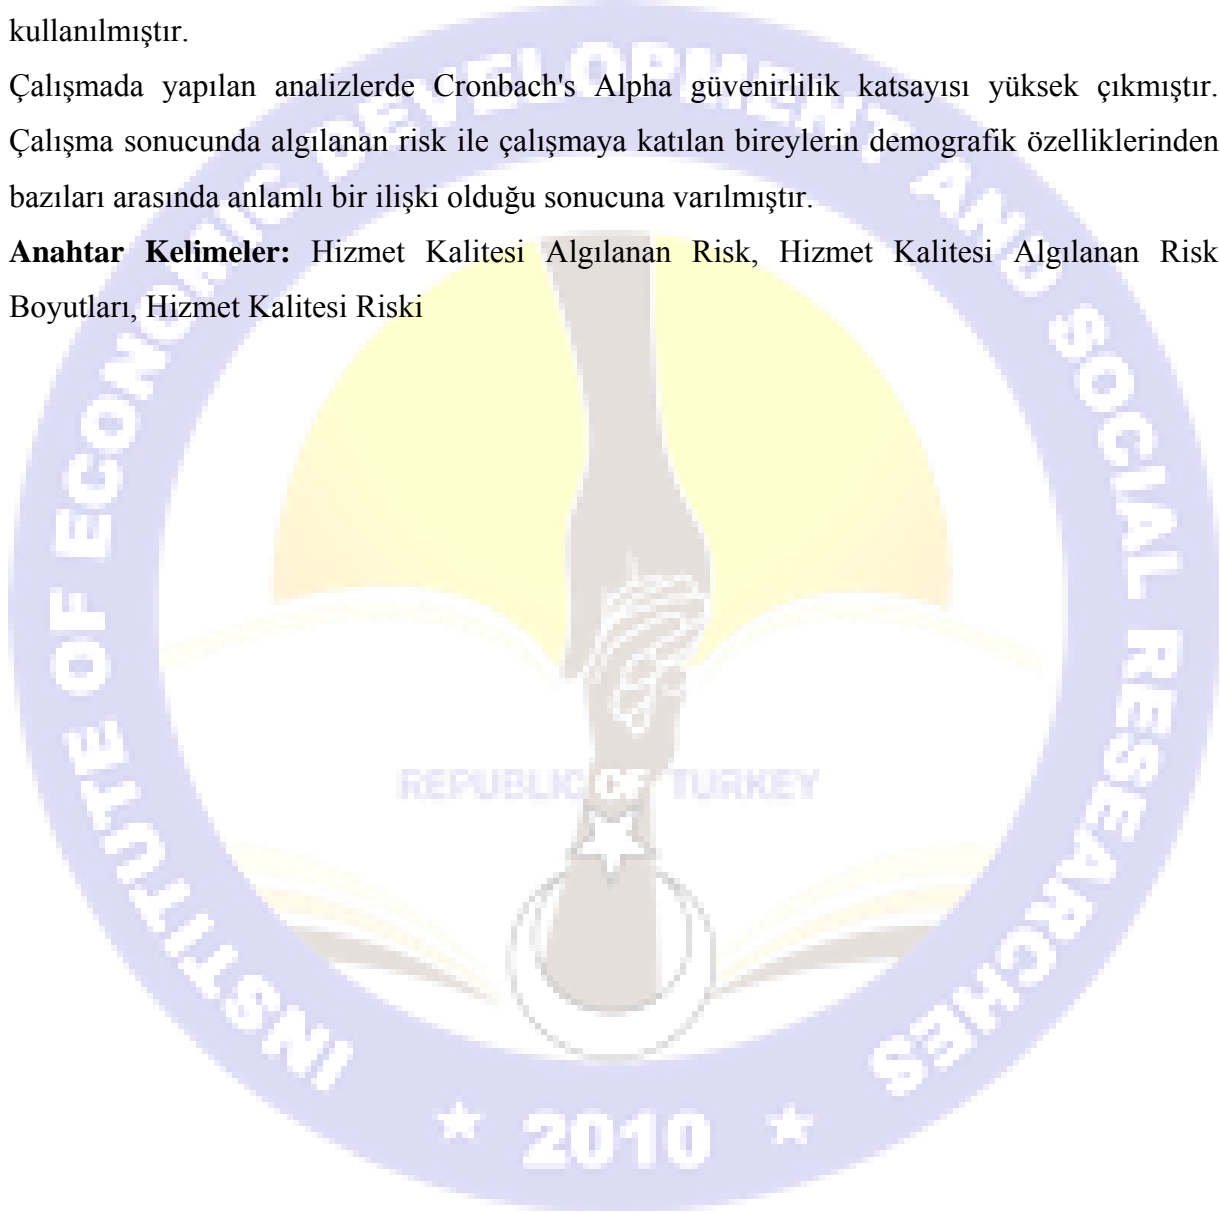 kullanılmıştır.
Çalışmada yapılan analizlerde Cronbach's Alpha güvenirlilik katsayısı yüksek çıkmıştır.
Çalışma sonucunda algılanan risk ile çalışmaya katılan bireylerin demografik özelliklerinden
bazıları arasında anlamlı bir ilişki olduğu sonucuna varılmıştır.
Anahtar Kelimeler: Hizmet Kalitesi Algılanan Risk, Hizmet Kalitesi Algılanan Risk
Boyutları, Hizmet Kalitesi Riski
INSTITUTE OF ECONOMIC DEVELOPMENT AND SOCIAL RESEARCHES
REPUBLIC OF TURKEY
★ 2010 ★